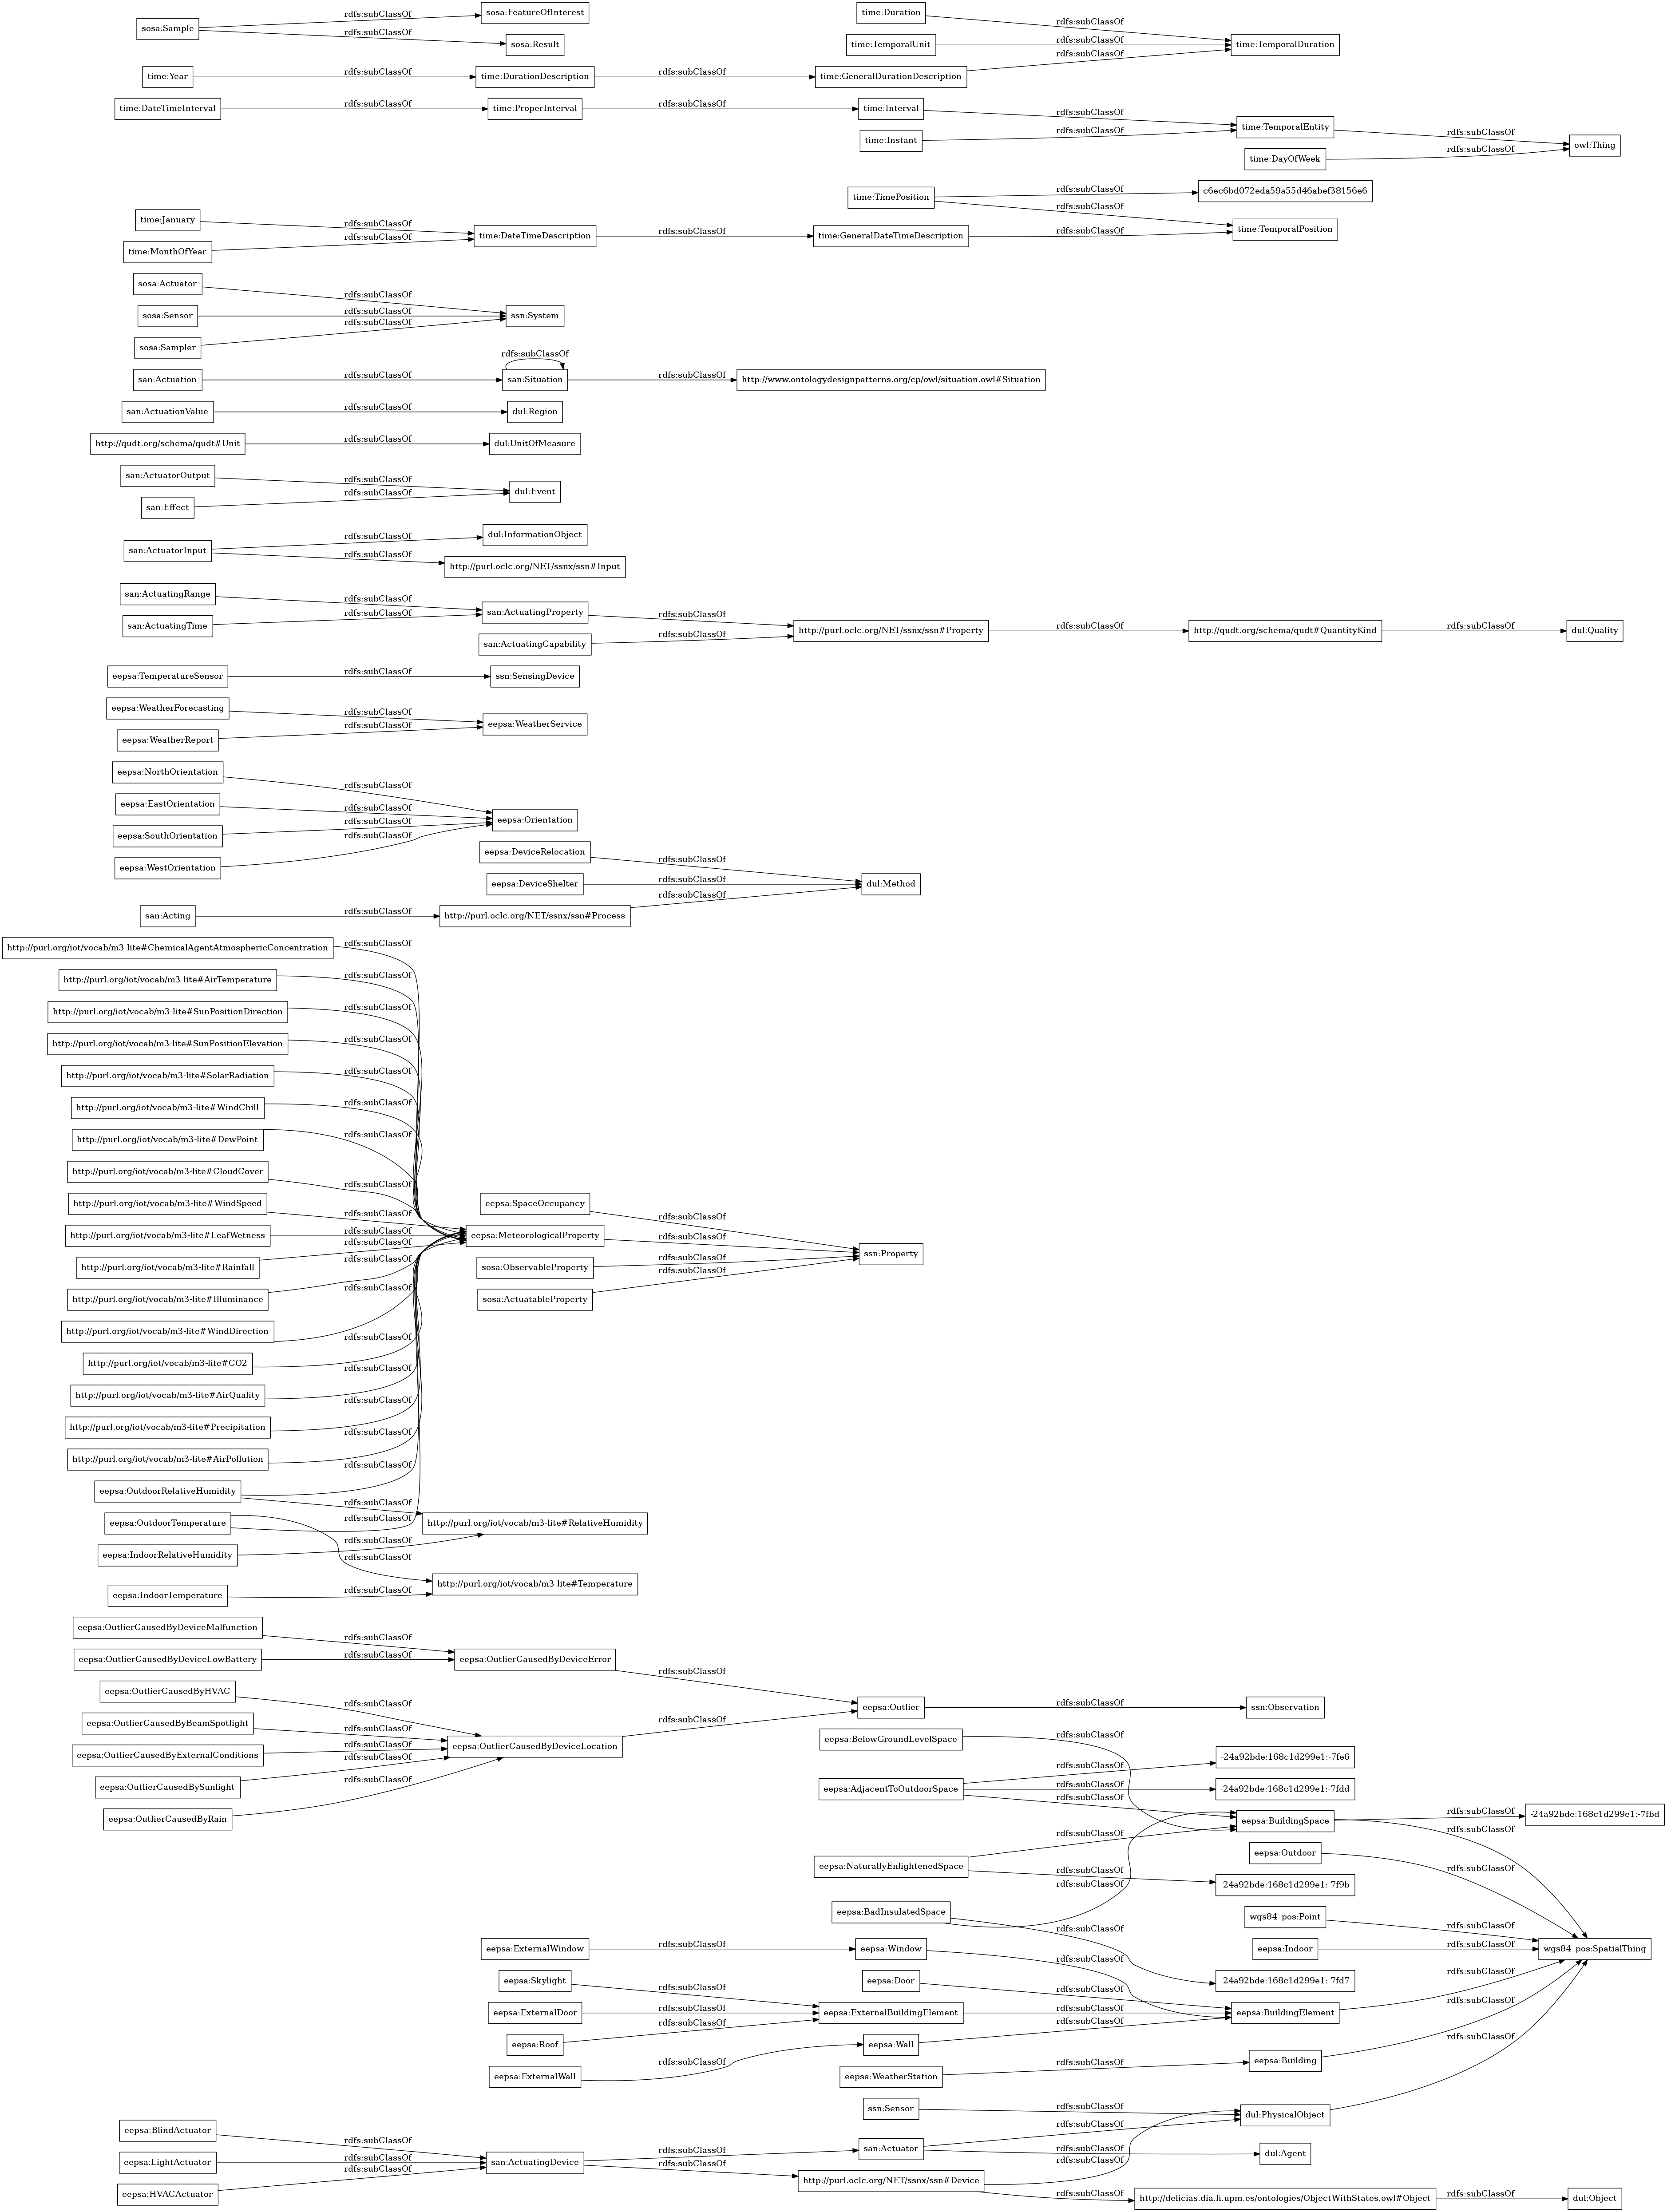 sosa:FeatureOfInterest
time:Duration
rdfs:subClassOf
rdfs:subClassOf
sosa:Sample
rdfs:subClassOf
sosa:Result
time:TemporalUnit
rdfs:subClassOf
time:TemporalDuration
rdfs:subClassOf
time:Year
rdfs:subClassOf
time:DurationDescription
rdfs:subClassOf
time:GeneralDurationDescription
time:DateTimeInterval
rdfs:subClassOf
time:ProperInterval
rdfs:subClassOf
time:Interval
rdfs:subClassOf
time:TemporalEntity
rdfs:subClassOf
time:Instant
rdfs:subClassOf
owl:Thing
time:DayOfWeek
rdfs:subClassOf
time:TimePosition
rdfs:subClassOf
c6ec6bd072eda59a55d46abef38156e6
rdfs:subClassOf
time:January
rdfs:subClassOf
time:MonthOfYear
rdfs:subClassOf
time:DateTimeDescription
rdfs:subClassOf
time:GeneralDateTimeDescription
rdfs:subClassOf
time:TemporalPosition
sosa:Actuator
rdfs:subClassOf
sosa:Sensor
rdfs:subClassOf
ssn:System
sosa:Sampler
rdfs:subClassOf
rdfs:subClassOf
san:Actuation
rdfs:subClassOf
san:Situation
rdfs:subClassOf
http://www.ontologydesignpatterns.org/cp/owl/situation.owl#Situation
san:ActuationValue
rdfs:subClassOf
dul:Region
http://qudt.org/schema/qudt#Unit
rdfs:subClassOf
dul:UnitOfMeasure
san:ActuatorOutput
rdfs:subClassOf
dul:Event
san:Effect
rdfs:subClassOf
san:ActuatorInput
rdfs:subClassOf
dul:InformationObject
rdfs:subClassOf
http://purl.oclc.org/NET/ssnx/ssn#Input
san:ActuatingRange
rdfs:subClassOf
san:ActuatingTime
rdfs:subClassOf
san:ActuatingProperty
rdfs:subClassOf
san:ActuatingCapability
rdfs:subClassOf
http://purl.oclc.org/NET/ssnx/ssn#Property
rdfs:subClassOf
http://qudt.org/schema/qudt#QuantityKind
rdfs:subClassOf
dul:Quality
eepsa:TemperatureSensor
rdfs:subClassOf
ssn:SensingDevice
eepsa:WeatherForecasting
rdfs:subClassOf
eepsa:WeatherService
eepsa:WeatherReport
rdfs:subClassOf
eepsa:NorthOrientation
rdfs:subClassOf
eepsa:EastOrientation
rdfs:subClassOf
eepsa:Orientation
eepsa:SouthOrientation
rdfs:subClassOf
eepsa:WestOrientation
rdfs:subClassOf
eepsa:DeviceRelocation
rdfs:subClassOf
eepsa:DeviceShelter
rdfs:subClassOf
dul:Method
san:Acting
rdfs:subClassOf
http://purl.oclc.org/NET/ssnx/ssn#Process
rdfs:subClassOf
http://purl.org/iot/vocab/m3-lite#ChemicalAgentAtmosphericConcentration
rdfs:subClassOf
http://purl.org/iot/vocab/m3-lite#AirTemperature
rdfs:subClassOf
http://purl.org/iot/vocab/m3-lite#SunPositionDirection
rdfs:subClassOf
http://purl.org/iot/vocab/m3-lite#SunPositionElevation
rdfs:subClassOf
http://purl.org/iot/vocab/m3-lite#SolarRadiation
rdfs:subClassOf
http://purl.org/iot/vocab/m3-lite#WindChill
rdfs:subClassOf
http://purl.org/iot/vocab/m3-lite#DewPoint
rdfs:subClassOf
http://purl.org/iot/vocab/m3-lite#CloudCover
rdfs:subClassOf
http://purl.org/iot/vocab/m3-lite#WindSpeed
rdfs:subClassOf
http://purl.org/iot/vocab/m3-lite#LeafWetness
rdfs:subClassOf
http://purl.org/iot/vocab/m3-lite#Rainfall
rdfs:subClassOf
http://purl.org/iot/vocab/m3-lite#Illuminance
rdfs:subClassOf
http://purl.org/iot/vocab/m3-lite#WindDirection
rdfs:subClassOf
http://purl.org/iot/vocab/m3-lite#CO2
rdfs:subClassOf
http://purl.org/iot/vocab/m3-lite#AirQuality
rdfs:subClassOf
http://purl.org/iot/vocab/m3-lite#Precipitation
rdfs:subClassOf
http://purl.org/iot/vocab/m3-lite#AirPollution
rdfs:subClassOf
eepsa:SpaceOccupancy
rdfs:subClassOf
eepsa:MeteorologicalProperty
rdfs:subClassOf
ssn:Property
sosa:ObservableProperty
rdfs:subClassOf
sosa:ActuatableProperty
rdfs:subClassOf
eepsa:OutdoorRelativeHumidity
rdfs:subClassOf
rdfs:subClassOf
eepsa:OutdoorTemperature
rdfs:subClassOf
http://purl.org/iot/vocab/m3-lite#RelativeHumidity
eepsa:IndoorRelativeHumidity
rdfs:subClassOf
rdfs:subClassOf
http://purl.org/iot/vocab/m3-lite#Temperature
eepsa:IndoorTemperature
rdfs:subClassOf
eepsa:OutlierCausedByDeviceMalfunction
rdfs:subClassOf
eepsa:OutlierCausedByDeviceLowBattery
rdfs:subClassOf
eepsa:OutlierCausedByDeviceError
rdfs:subClassOf
eepsa:OutlierCausedByHVAC
rdfs:subClassOf
eepsa:OutlierCausedByBeamSpotlight
rdfs:subClassOf
eepsa:OutlierCausedByExternalConditions
rdfs:subClassOf
eepsa:OutlierCausedByDeviceLocation
rdfs:subClassOf
eepsa:OutlierCausedBySunlight
rdfs:subClassOf
eepsa:OutlierCausedByRain
rdfs:subClassOf
eepsa:Outlier
rdfs:subClassOf
ssn:Observation
eepsa:BelowGroundLevelSpace
rdfs:subClassOf
eepsa:AdjacentToOutdoorSpace
rdfs:subClassOf
-24a92bde:168c1d299e1:-7fe6
rdfs:subClassOf
-24a92bde:168c1d299e1:-7fdd
rdfs:subClassOf
eepsa:BuildingSpace
rdfs:subClassOf
-24a92bde:168c1d299e1:-7fbd
rdfs:subClassOf
eepsa:NaturallyEnlightenedSpace
rdfs:subClassOf
rdfs:subClassOf
-24a92bde:168c1d299e1:-7f9b
eepsa:Outdoor
rdfs:subClassOf
eepsa:BadInsulatedSpace
rdfs:subClassOf
rdfs:subClassOf
-24a92bde:168c1d299e1:-7fd7
wgs84_pos:Point
rdfs:subClassOf
eepsa:Indoor
rdfs:subClassOf
wgs84_pos:SpatialThing
eepsa:ExternalWindow
rdfs:subClassOf
eepsa:Window
rdfs:subClassOf
eepsa:Skylight
rdfs:subClassOf
eepsa:Door
rdfs:subClassOf
eepsa:ExternalDoor
rdfs:subClassOf
eepsa:ExternalBuildingElement
rdfs:subClassOf
eepsa:BuildingElement
rdfs:subClassOf
eepsa:Roof
rdfs:subClassOf
eepsa:Wall
rdfs:subClassOf
eepsa:ExternalWall
rdfs:subClassOf
eepsa:WeatherStation
rdfs:subClassOf
eepsa:Building
rdfs:subClassOf
ssn:Sensor
rdfs:subClassOf
dul:PhysicalObject
rdfs:subClassOf
eepsa:BlindActuator
rdfs:subClassOf
eepsa:LightActuator
rdfs:subClassOf
san:ActuatingDevice
rdfs:subClassOf
san:Actuator
rdfs:subClassOf
rdfs:subClassOf
dul:Agent
eepsa:HVACActuator
rdfs:subClassOf
rdfs:subClassOf
http://purl.oclc.org/NET/ssnx/ssn#Device
rdfs:subClassOf
rdfs:subClassOf
http://delicias.dia.fi.upm.es/ontologies/ObjectWithStates.owl#Object
rdfs:subClassOf
dul:Object